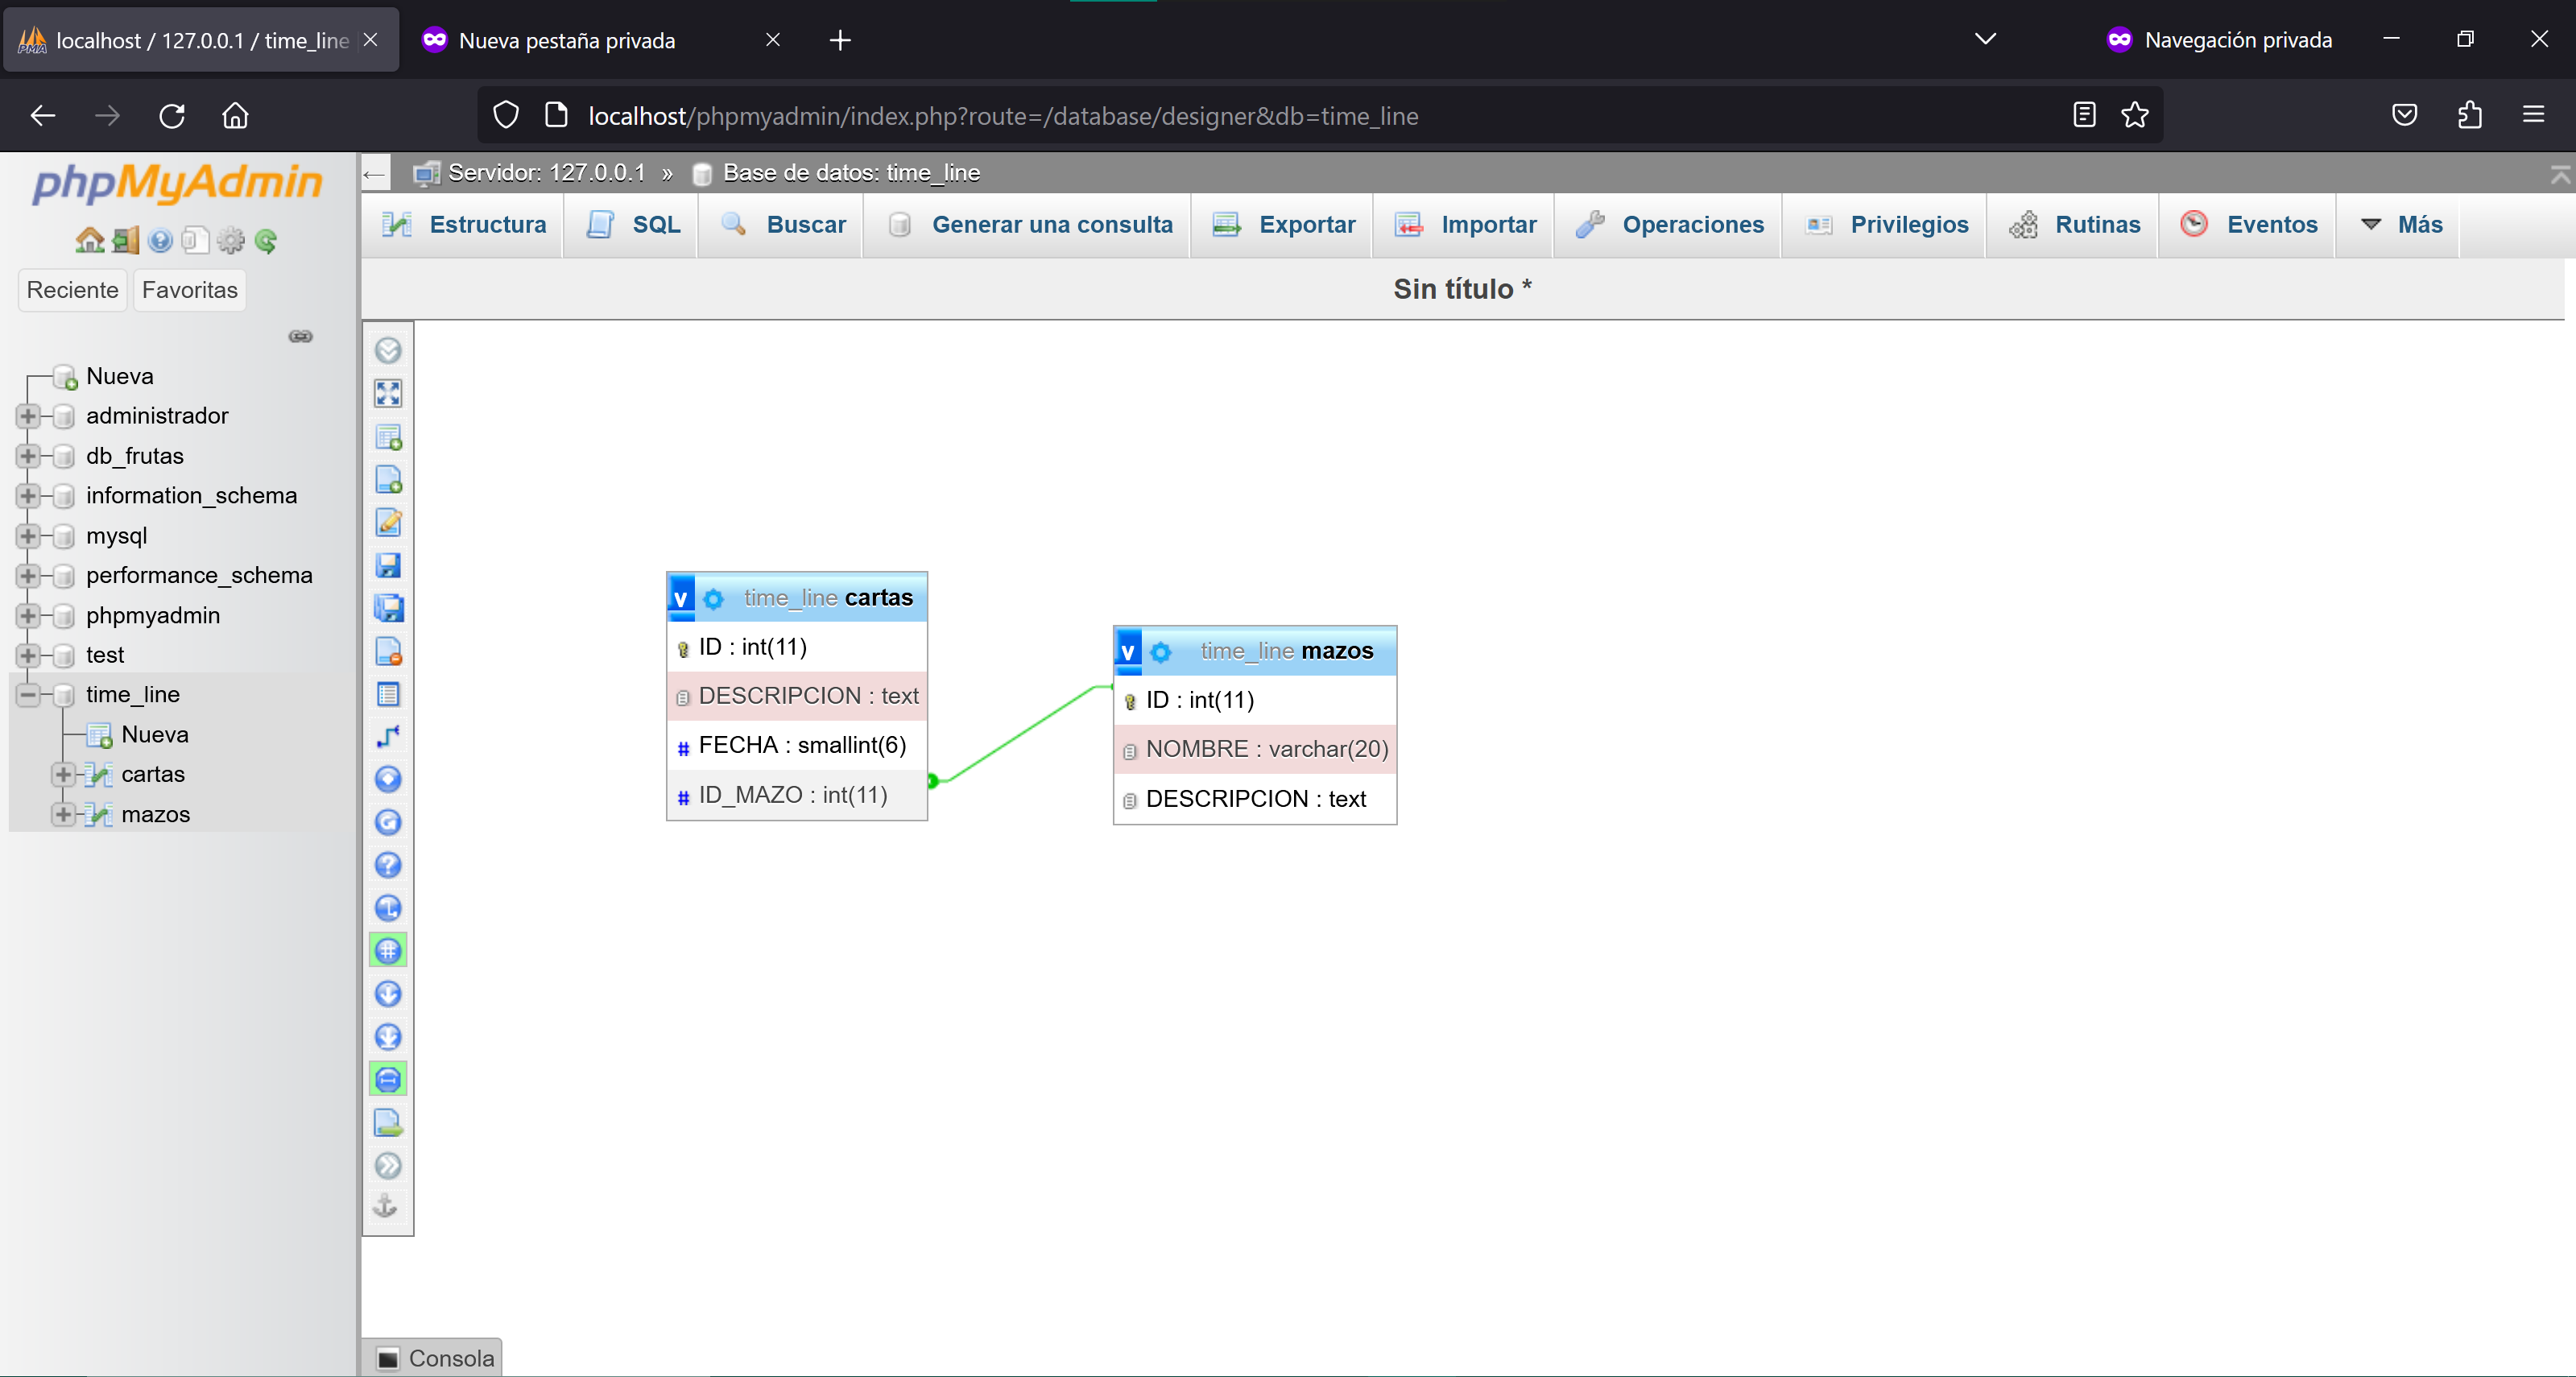 localhost / 127.0.0.1 / time_line
Nueva pestaña privada
Navegación privada
localhost/phpmyadmin/index.php?route=/database/designer&db=time_line
phpMyAdmin
Reciente
Favoritas
Nueva
administrador
db_frutas
information_schema
mysql
performance_schema
phpmyadmin
test
time_line
Nueva
cartas
mazos
Servidor: 127.0.0.1 » Base de datos: time_line
Estructura
SQL
Buscar
Generar una consulta
Exportar
Importar
Operaciones
Privilegios
Rutinas
Eventos
Más
Sin título *
v time_line cartas
ID : int(11)
DESCRIPCION : text
# FECHA : smallint(6)
# ID_MAZO : int(11)
v time_line mazos
ID : int(11)
NOMBRE : varchar(20)
DESCRIPCION : text
Consola